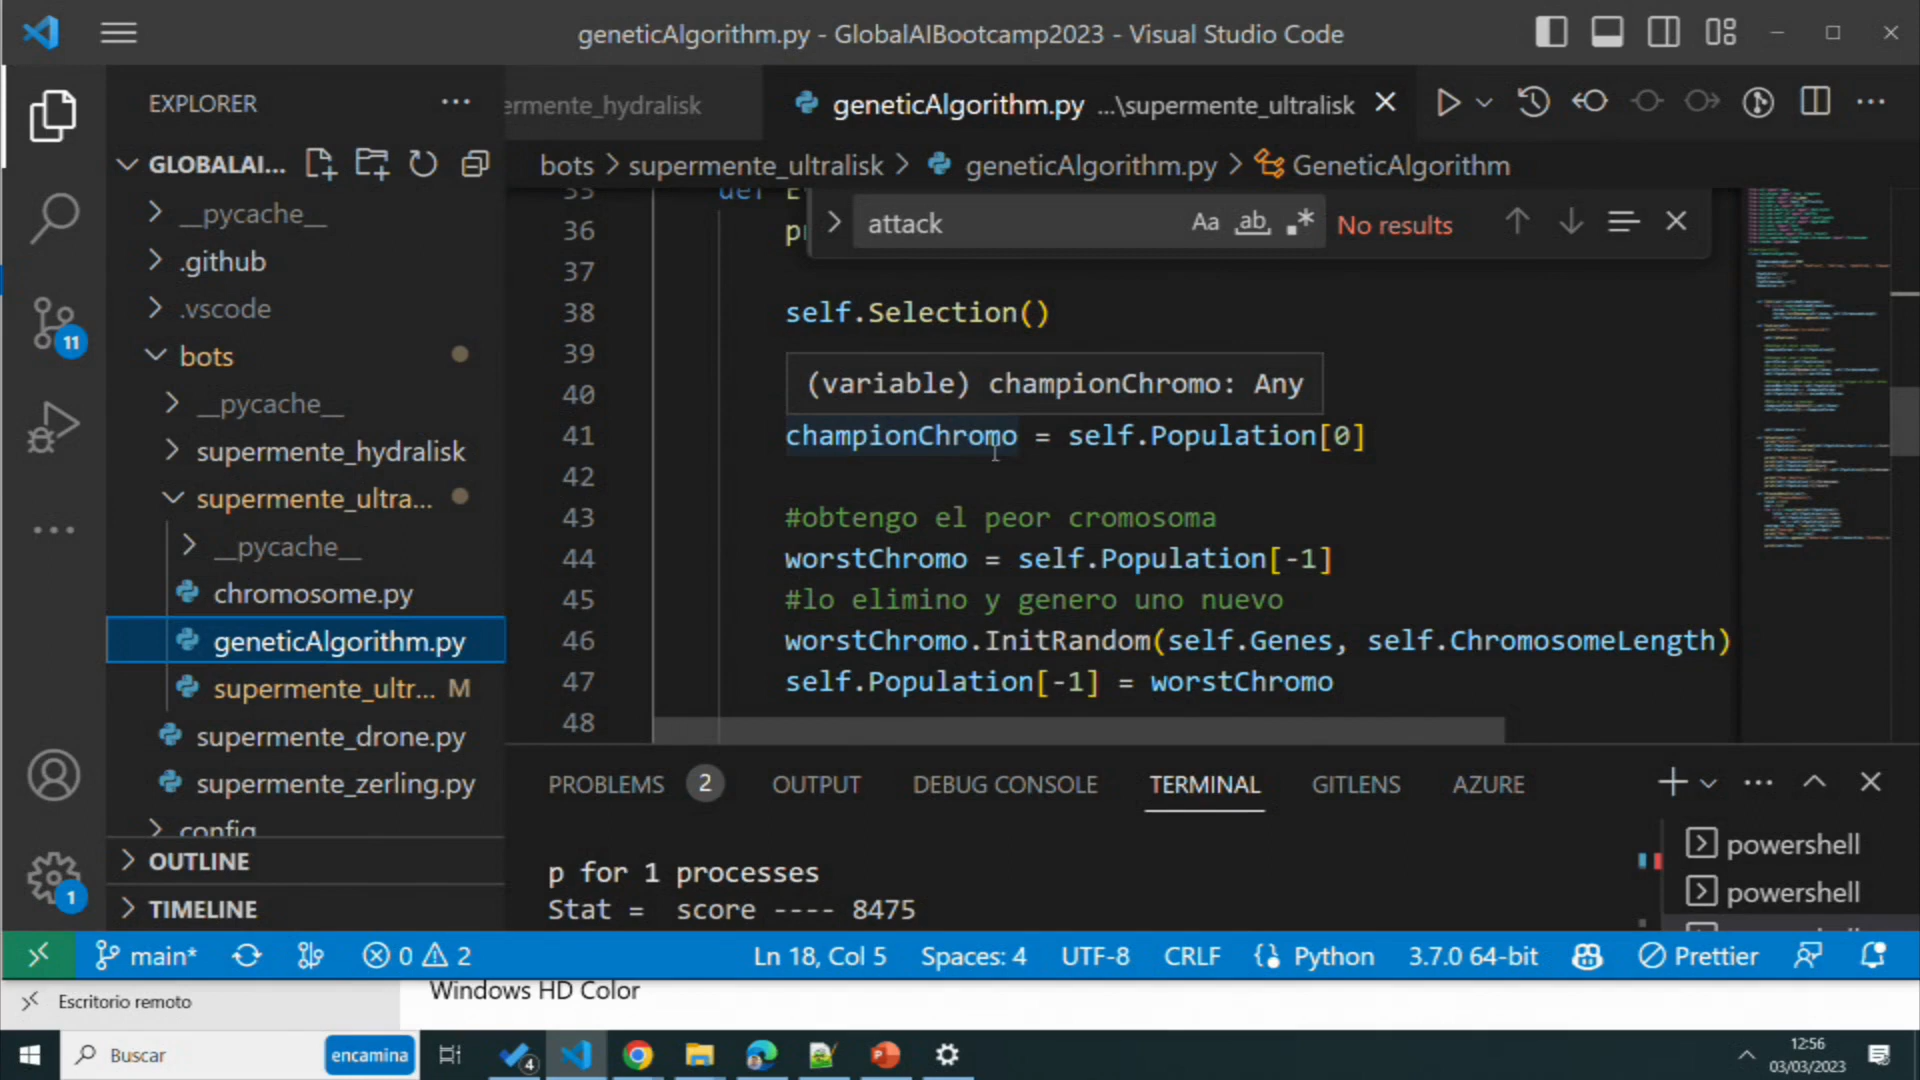 geneticAlgorithm.py - GlobalAIBootcamp2023 - Visual Studio Code
EXPLORER
ermente_hydralisk
geneticAlgorithm.py ...\supermente_ultralisk
GLOBALAI...
bots > supermente_ultralisk > geneticAlgorithm.py > GeneticAlgorithm
__pycache__
.github
.vscode
bots
__pycache__
supermente_hydralisk
supermente_ultra...
__pycache__
chromosome.py
geneticAlgorithm.py
supermente_ultr... M
supermente_drone.py
supermente_zerling.py
config
OUTLINE
TIMELINE
11
1
attack
Aa ab No results
35 def E
36 p
37
38 self.Selection()
39
(variable) championChromo: Any
40
41 championChromo = self.Population[0]
42
43 #obtengo el peor cromosoma
44 worstChromo = self.Population[-1]
45 #lo elimino y genero uno nuevo
46 worstChromo.InitRandom(self.Genes, self.ChromosomeLength)
47 self.Population[-1] = worstChromo
48
PROBLEMS 2 OUTPUT DEBUG CONSOLE TERMINAL GITLENS AZURE
p for 1 processes
Stat = score ---- 8475
powershell
powershell
main* 0 2 Ln 18, Col 5 Spaces: 4 UTF-8 CRLF Python 3.7.0 64-bit Prettier
Escritorio remoto
Windows HD Color
Buscar
encamina
4
12:56
03/03/2023